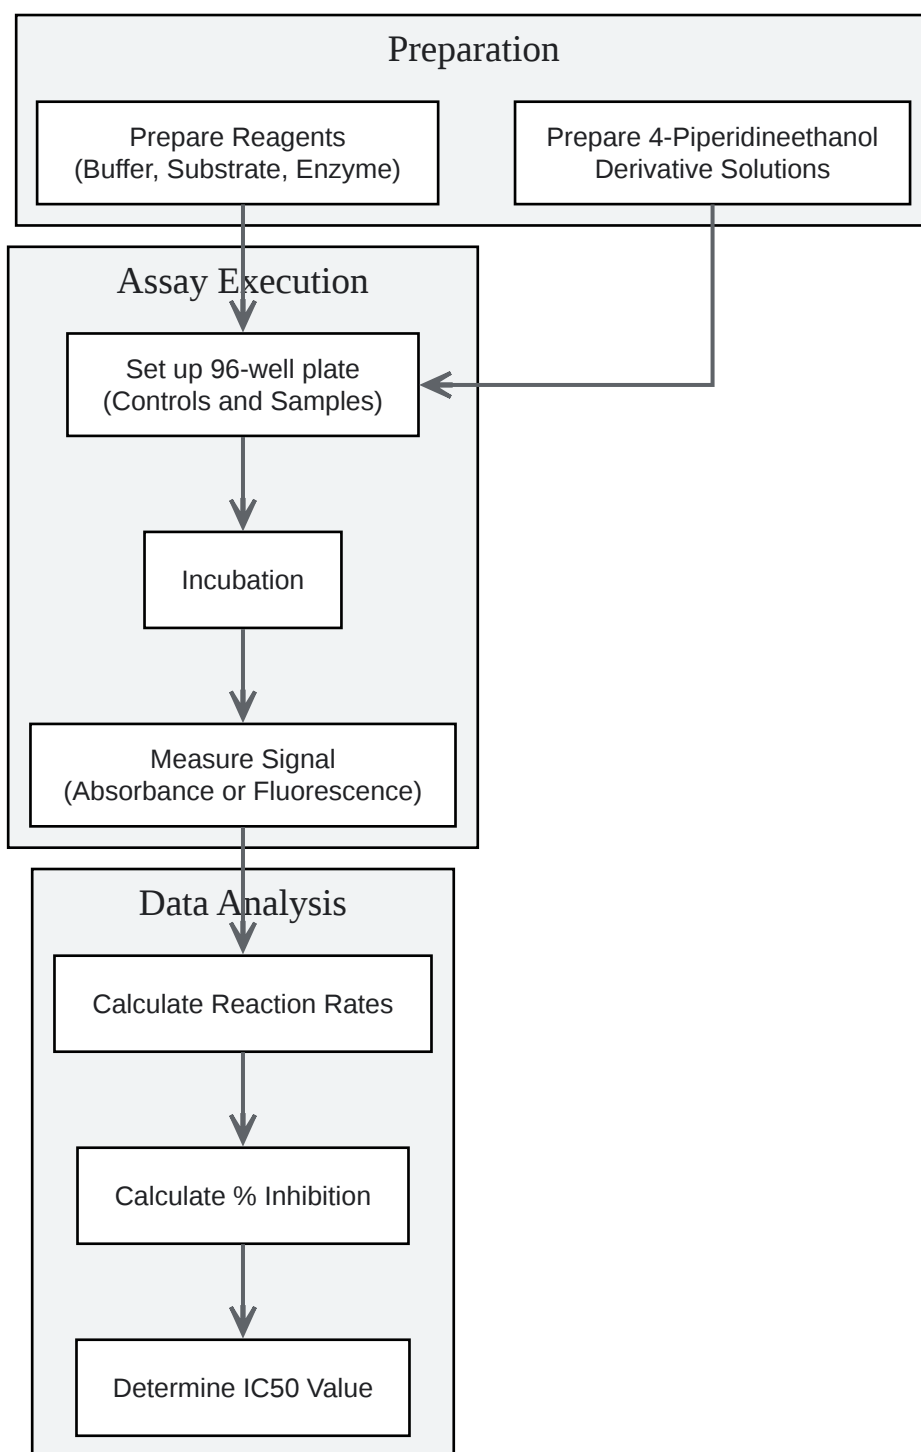 Preparation
Prepare Reagents
(Buffer, Substrate, Enzyme)
Prepare 4-Piperidineethanol
Derivative Solutions
Assay Execution
Set up 96-well plate
(Controls and Samples)
Incubation
Measure Signal
(Absorbance or Fluorescence)
Data Analysis
Calculate Reaction Rates
Calculate % Inhibition
Determine IC50 Value